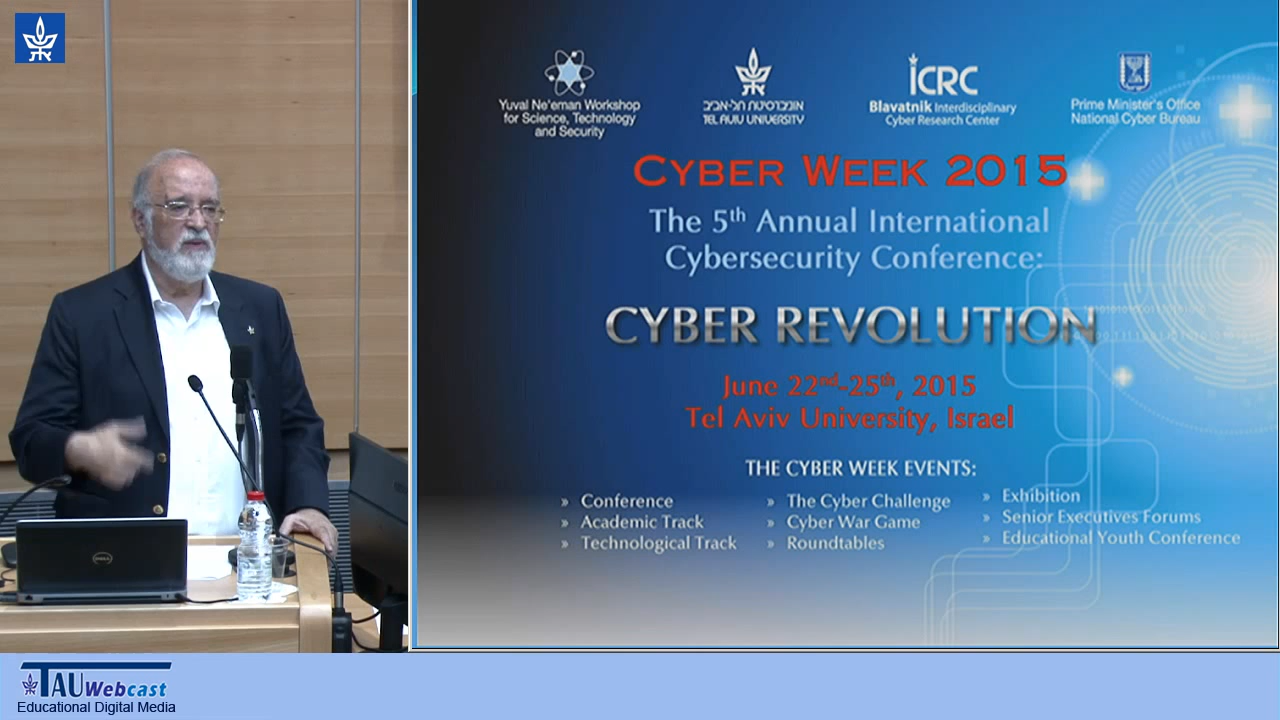 Yuval Ne'eman Workshop
for Science, Technology
and Security
אוניברסיטת תל-אביב
TEL AVIV UNIVERSITY
ICRC
Blavatnik Interdisciplinary
Cyber Research Center
Prime Minister's Office
National Cyber Bureau
CYBER WEEK 2015
The 5th Annual International
Cybersecurity Conference:
CYBER REVOLUTION
June 22nd-25th, 2015
Tel Aviv University, Israel
THE CYBER WEEK EVENTS:
» Conference
» Academic Track
» Technological Track
» The Cyber Challenge
» Cyber War Game
» Roundtables
» Exhibition
» Senior Executives Forums
» Educational Youth Conference
DELL
TAU Webcast
Educational Digital Media